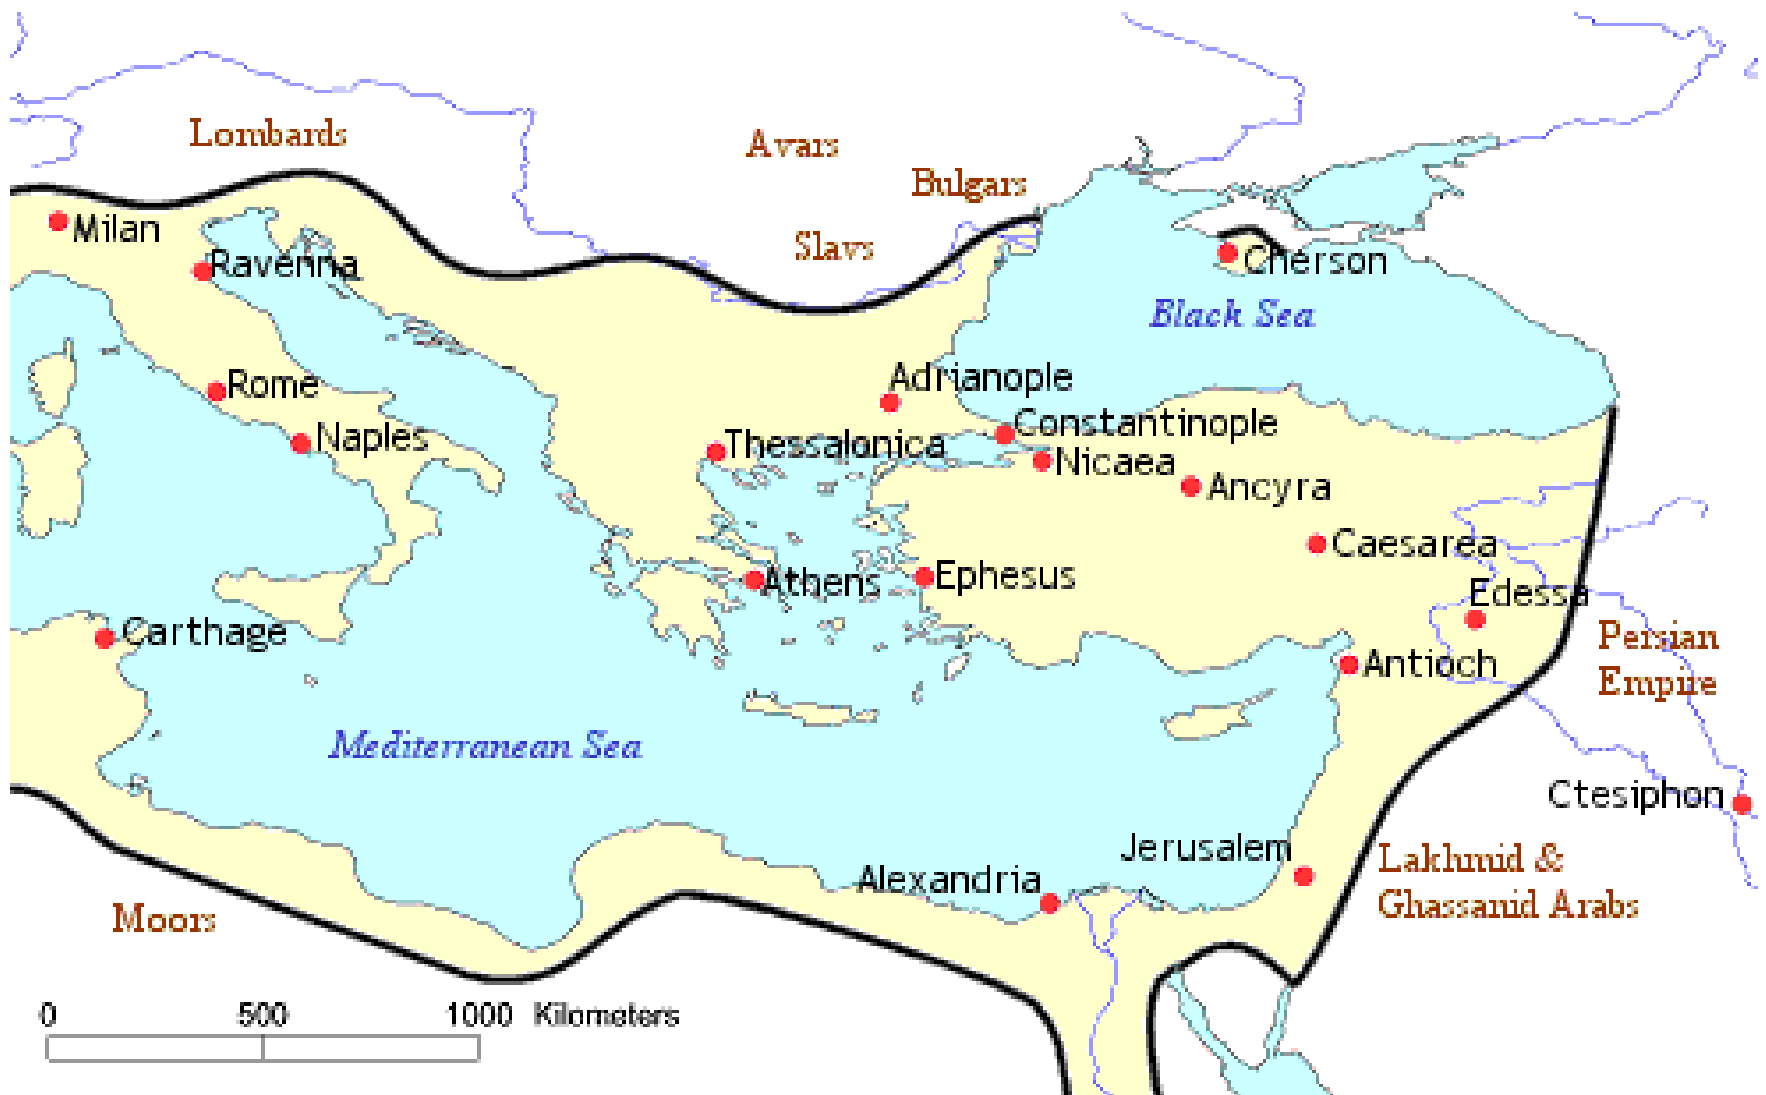 Lombards
Avars
Bulgars
Slavs
Milan
Ravenna
Cherson
Black Sea
Rome
Adrianople
Naples
Constantinople
Thessalonica
Nicaea
Ancyra
Caesarea
Athens
Ephesus
Edessa
Carthage
Persian
Empire
Antioch
Mediterranean Sea
Ctesiphon
Jerusalem
Lakhmid &
Ghassanid Arabs
Alexandria
Moors
0 500 1000 Kilometers